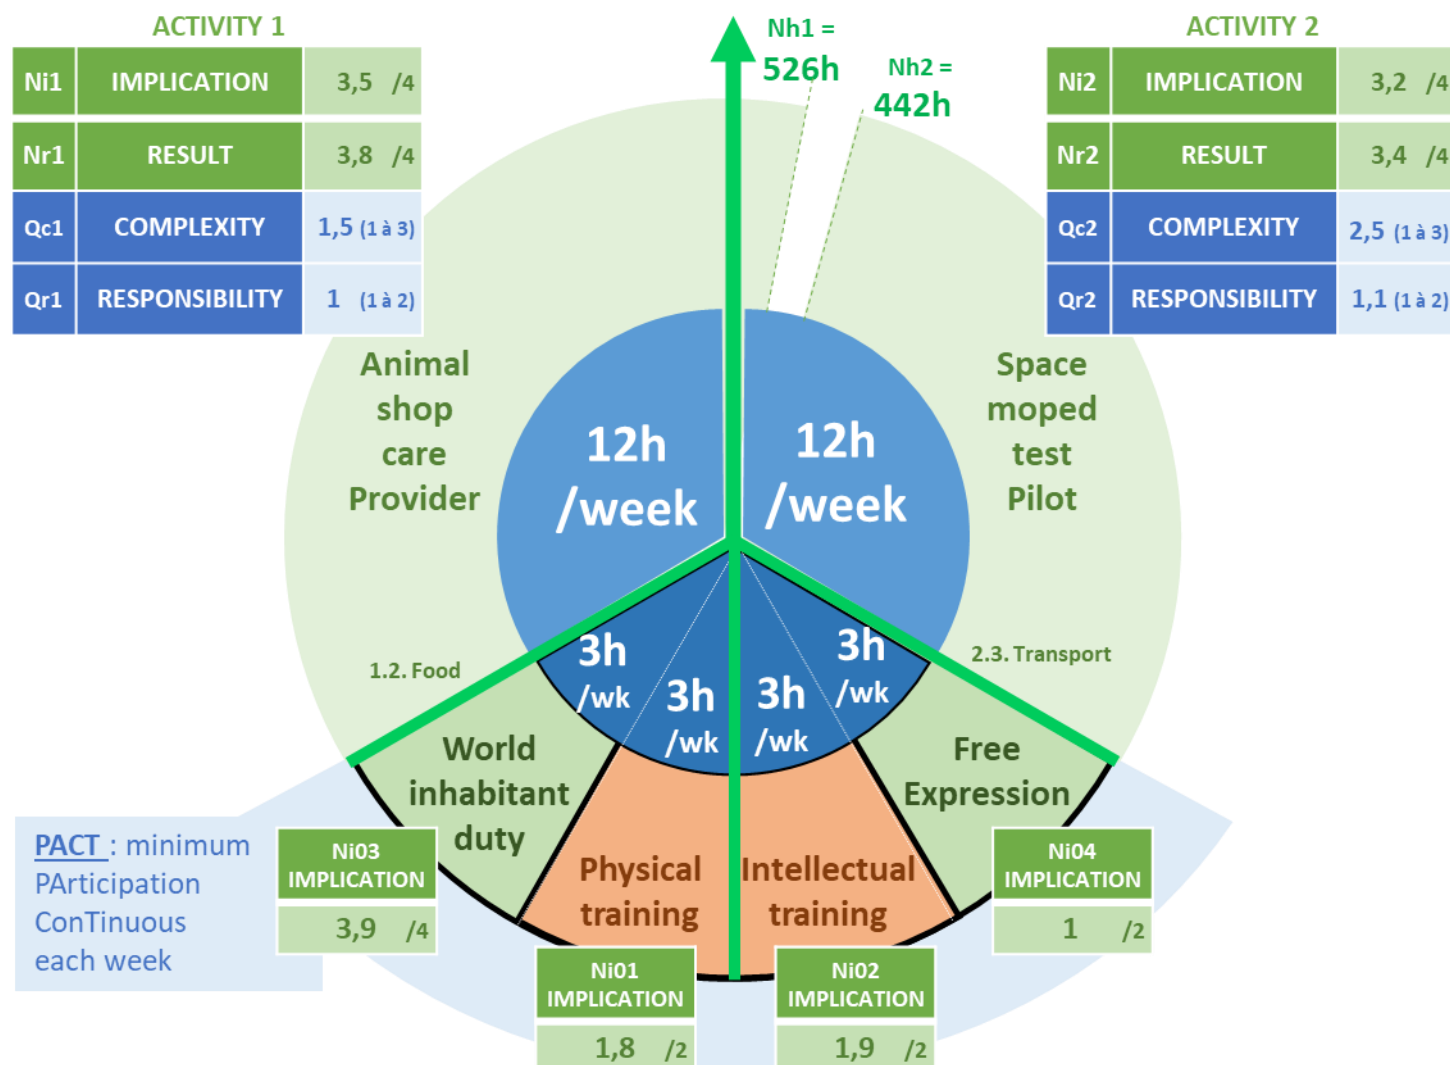 ACTIVITY 1
Ni1 IMPLICATION 3,5 /4
Nr1 RESULT 3,8 /4
Qc1 COMPLEXITY 1,5 (1 à 3)
Qr1 RESPONSIBILITY 1 (1 à 2)
Nh1 =
526h
Nh2 =
442h
ACTIVITY 2
Ni2 IMPLICATION 3,2 /4
Nr2 RESULT 3,4 /4
Qc2 COMPLEXITY 2,5 (1 à 3)
Qr2 RESPONSIBILITY 1,1 (1 à 2)
Animal
shop
care
Provider
12h
/week
12h
/week
Space
moped
test
Pilot
1.2. Food
3h
/wk
3h
/wk
3h
/wk
3h
/wk
2.3. Transport
World
inhabitant
duty
Physical
training
Intellectual
training
Free
Expression
PACT : minimum
PArticipation
ConTinuous
each week
Ni03
IMPLICATION
3,9 /4
Ni01
IMPLICATION
1,8 /2
Ni02
IMPLICATION
1,9 /2
Ni04
IMPLICATION
1 /2